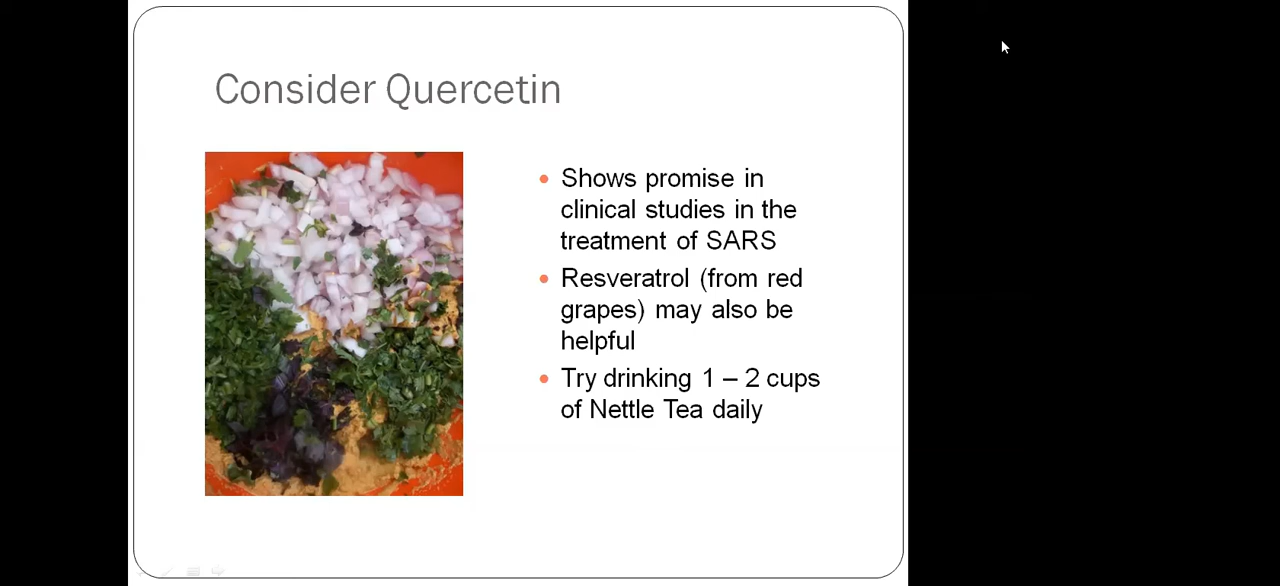 Consider Quercetin
Shows promise in
clinical studies in the
treatment of SARS
Resveratrol (from red
grapes) may also be
helpful
Try drinking 1 – 2 cups
of Nettle Tea daily